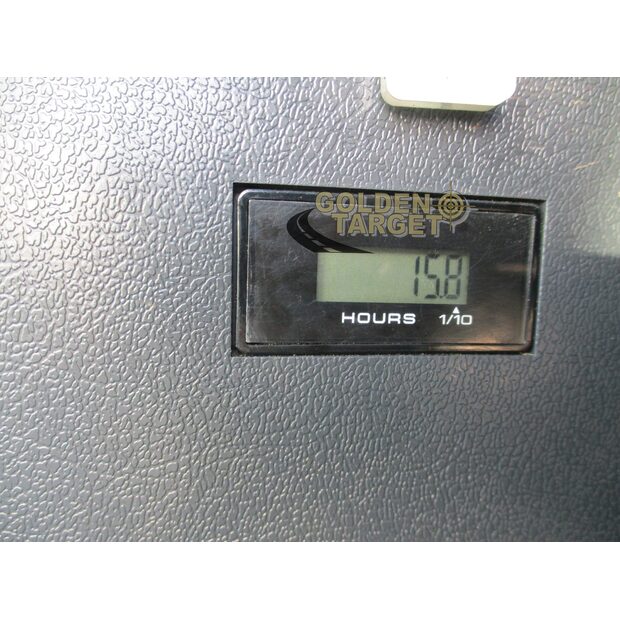 GOLDEN
TARGET
15.8
HOURS 1/10